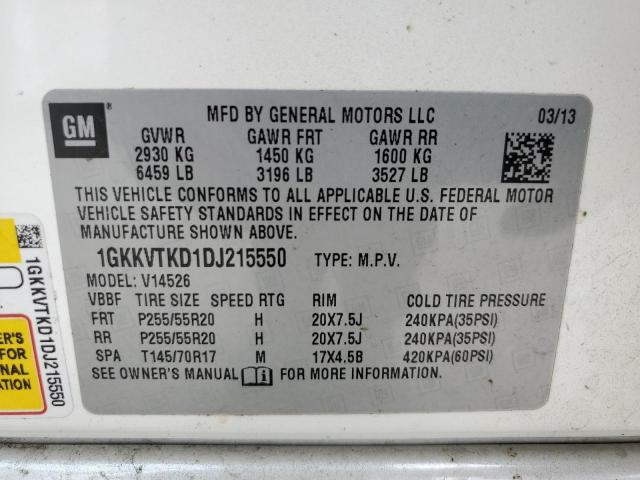 GM
MFD BY GENERAL MOTORS LLC 03/13
GVWR GAWR FRT GAWR RR
2930 KG 1450 KG 1600 KG
6459 LB 3196 LB 3527 LB
THIS VEHICLE CONFORMS TO ALL APPLICABLE U.S. FEDERAL MOTOR
VEHICLE SAFETY STANDARDS IN EFFECT ON THE DATE OF
MANUFACTURE SHOWN ABOVE.
1GKKVTKD1DJ215550 TYPE: M.P.V.
MODEL: V14526
VBBF TIRE SIZE SPEED RTG RIM COLD TIRE PRESSURE
FRT P255/55R20 H 20X7.5J 240KPA(35PSI)
RR P255/55R20 H 20X7.5J 240KPA(35PSI)
SPA T145/70R17 M 17X4.5B 420KPA(60PSI)
SEE OWNER'S MANUAL FOR MORE INFORMATION.
1GKKVTKD1DJ215550
ER'S
FOR
NAL
ATION